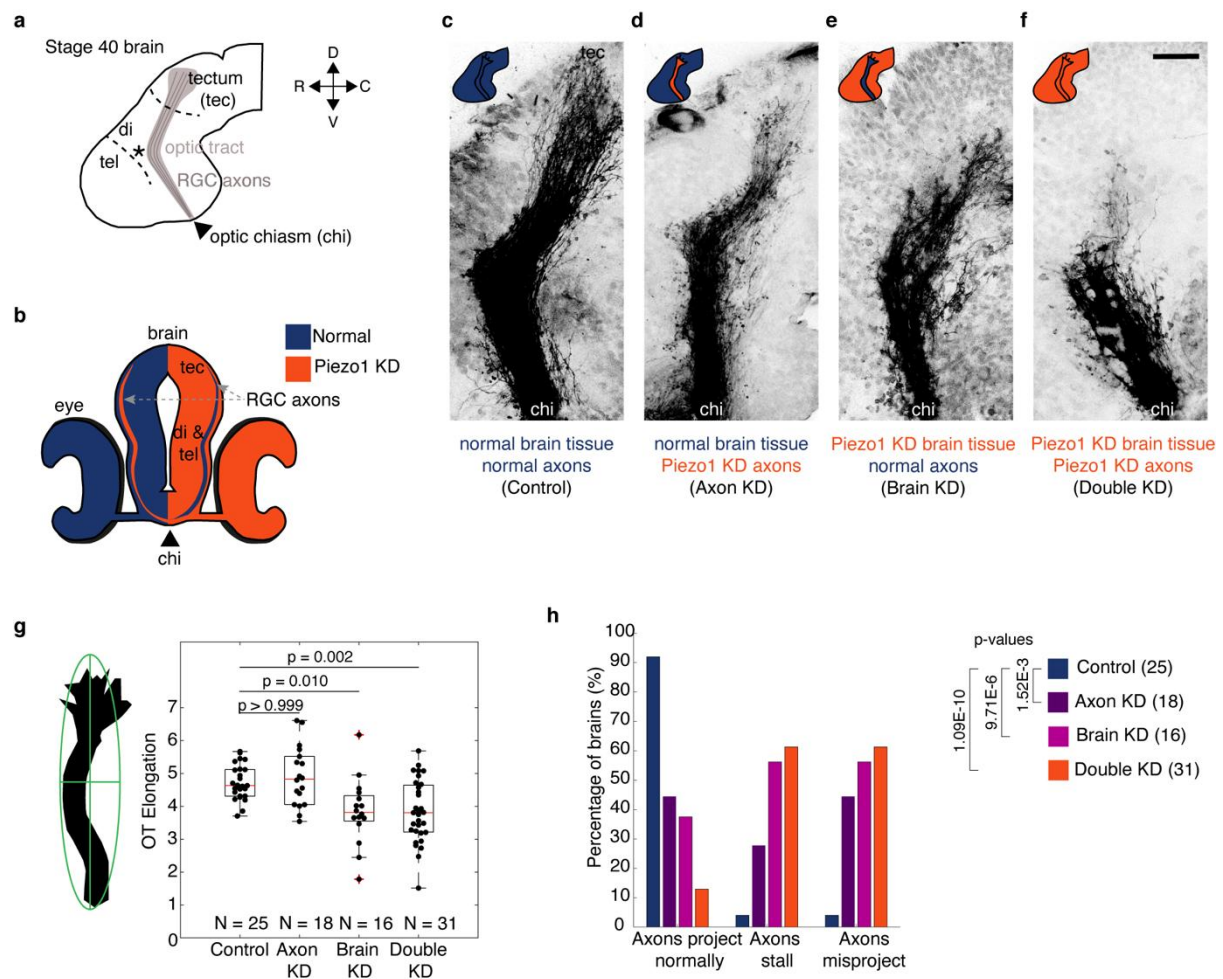 a
Stage 40 brain
tectum
(tec)
di
tel
*
optic tract
RGC axons
optic chiasm (chi)
D
R
C
V
b
brain
Normal
Piezo1 KD
tec
RGC axons
eye
di &
tel
chi
c
tec
chi
normal brain tissue
normal axons
(Control)
d
chi
normal brain tissue
Piezo1 KD axons
(Axon KD)
e
chi
Piezo1 KD brain tissue
normal axons
(Brain KD)
f
chi
Piezo1 KD brain tissue
Piezo1 KD axons
(Double KD)
g
OT Elongation
7
6
5
4
3
2
1
0
p = 0.002
p = 0.010
p > 0.999
N = 25
N = 18
N = 16
N = 31
Control
Axon
KD
Brain
KD
Double
KD
h
Percentage of brains (%)
100
90
80
70
60
50
40
30
20
10
0
Axons project
normally
Axons
stall
Axons
misproject
p-values
1.09E-10
9.71E-6
1.52E-3
Control (25)
Axon KD (18)
Brain KD (16)
Double KD (31)